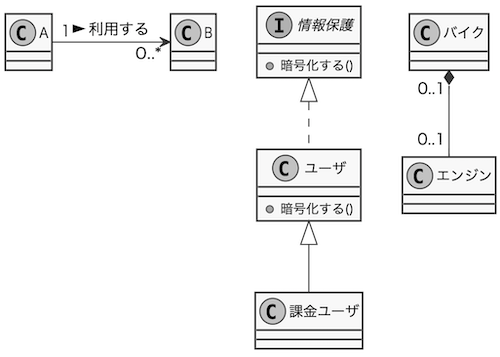 C A
1 ► 利用する
0..*
C B
I 情報保護
暗号化する()
C ユーザ
暗号化する()
C 課金ユーザ
C バイク
0..1
0..1
C エンジン